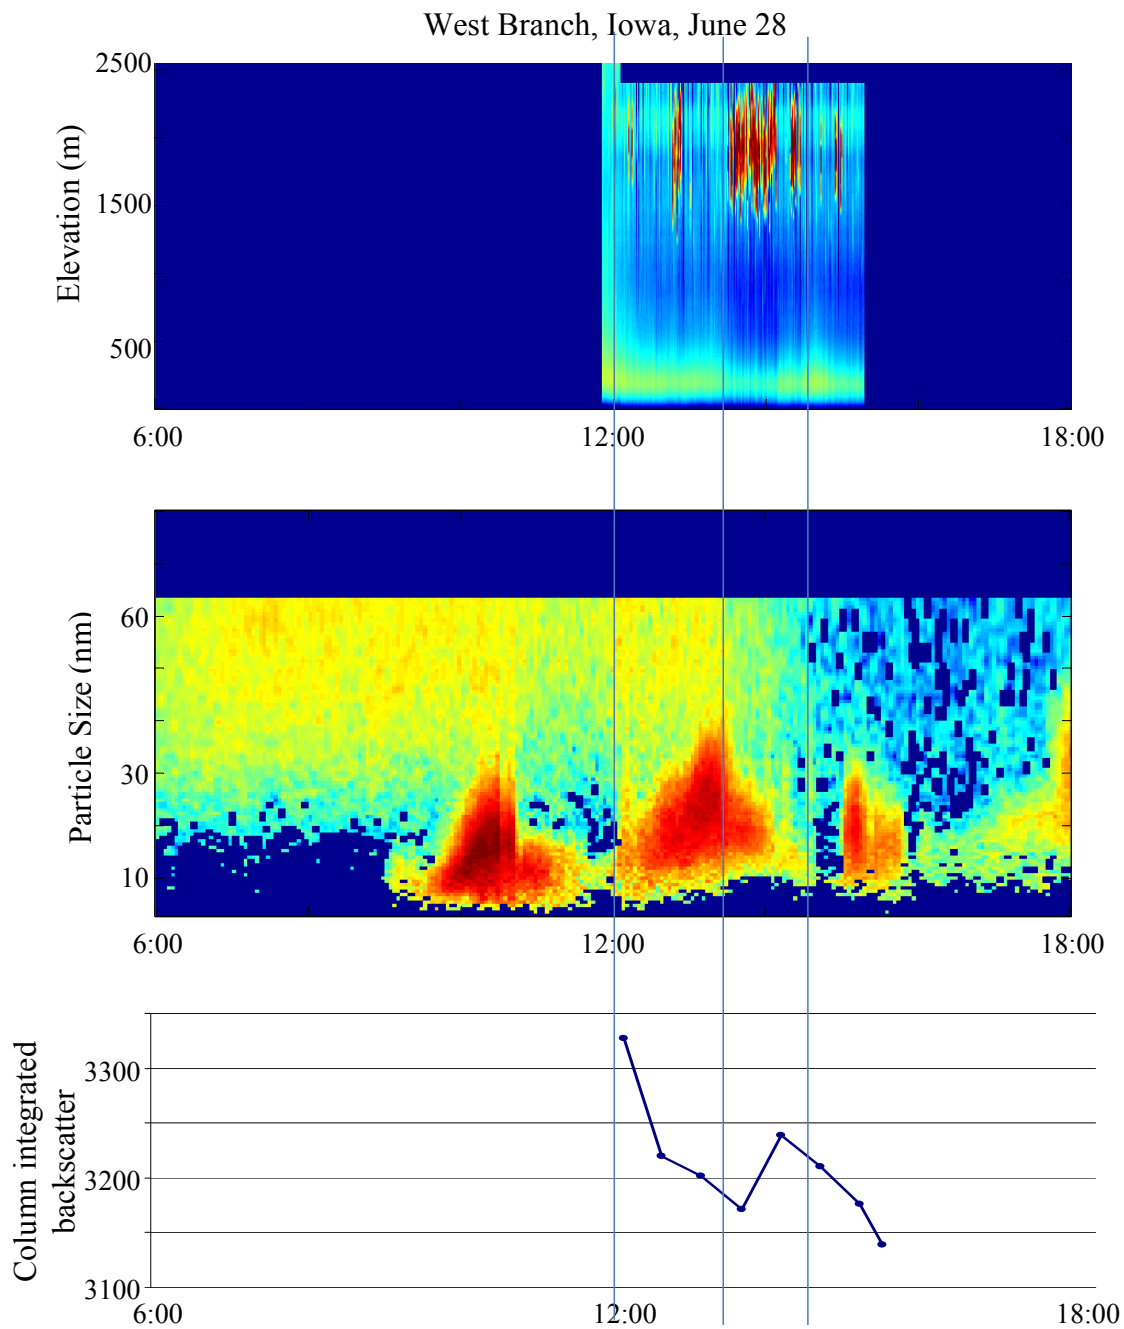 West Branch, Iowa, June 28
Elevation (m)
2500
1500
500
6:00 12:00 18:00
Particle Size (nm)
60
30
10
6:00 12:00 18:00
Column integrated
backscatter
3300
3200
3100
6:00 12:00 18:00